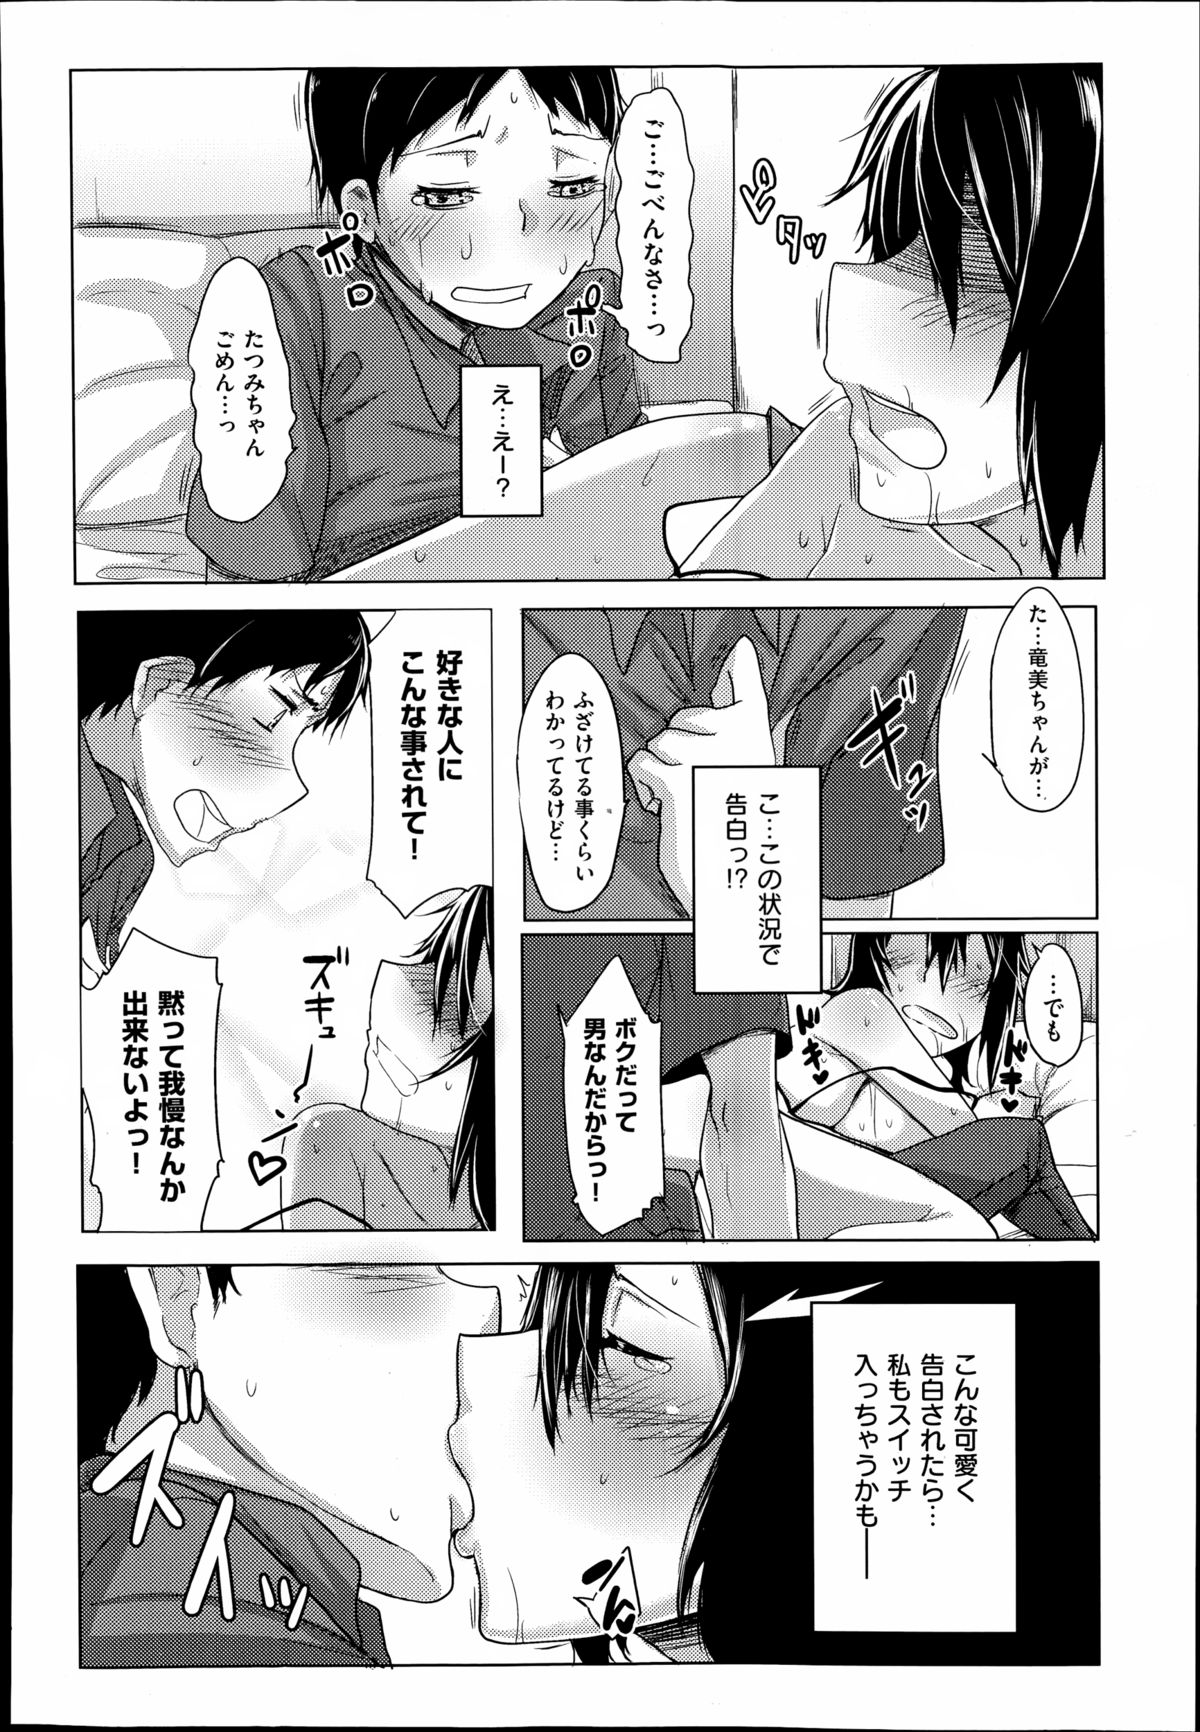 ピタッ
ご…ごべんなさ…っ
ポロ
ポロ
たつみちゃん
ごめん…っ
え…えー?
た…竜美ちゃんが…
ギュッ
ふざけてる事くらい
わかってるけど…
こ…この状況で
告白っ!?
…でも
ドキ♥
ドキ♥
ボクだって
男なんだからっ!
好きな人に
こんな事されて!
ズキュー
♡
黙って我慢なんか
出来ないよっ!
こんな可愛く
告白されたら…
私もスイッチ
入っちゃうかも――